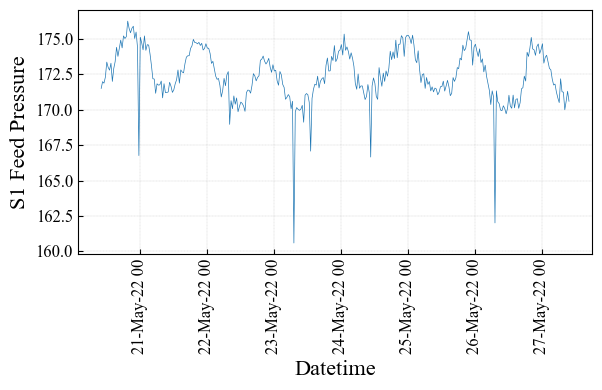 S1 Feed Pressure
175.0
172.5
170.0
167.5
165.0
162.5
160.0
21-May-22 00
22-May-22 00
23-May-22 00
24-May-22 00
25-May-22 00
26-May-22 00
27-May-22 00
Datetime